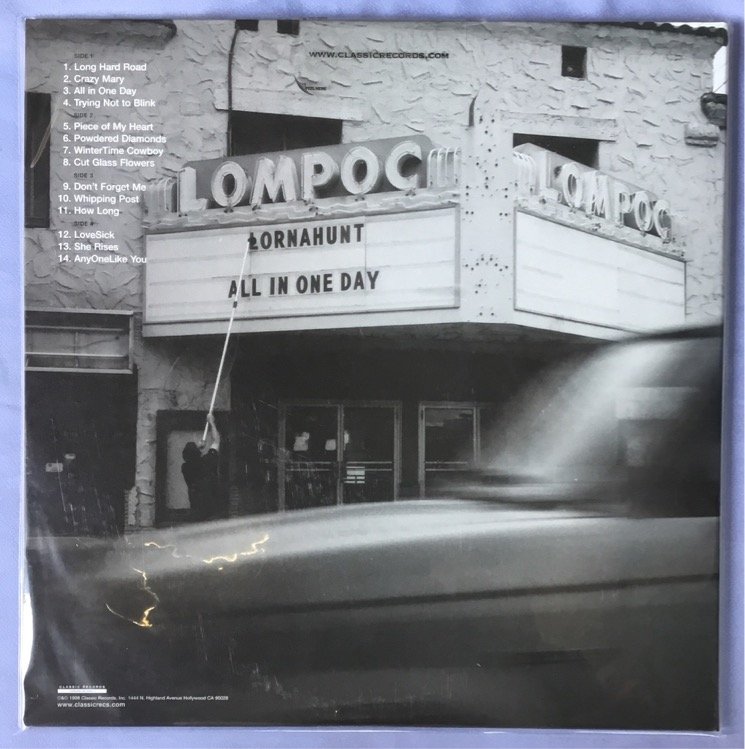 WWW.CLASSICRECORDS.COM
SIDE 1
1. Long Hard Road
2. Crazy Mary
3. All in One Day
4. Trying Not to Blink
SIDE 2
5. Piece of My Heart
6. Powdered Diamonds
7. WinterTime Cowboy
8. Cut Glass Flowers
SIDE 3
9. Don't Forget Me
10. Whipping Post
11. How Long
SIDE 4
12. LoveSick
13. She Rises
14. AnyOneLike You
LOMPOC
LOMPOC
LORNAHUNT
ALL IN ONE DAY
CLASSIC RECORDS
©&℗ 1998 Classic Records, Inc. 1444 N. Highland Avenue Hollywood CA 90028
www.classicrecs.com